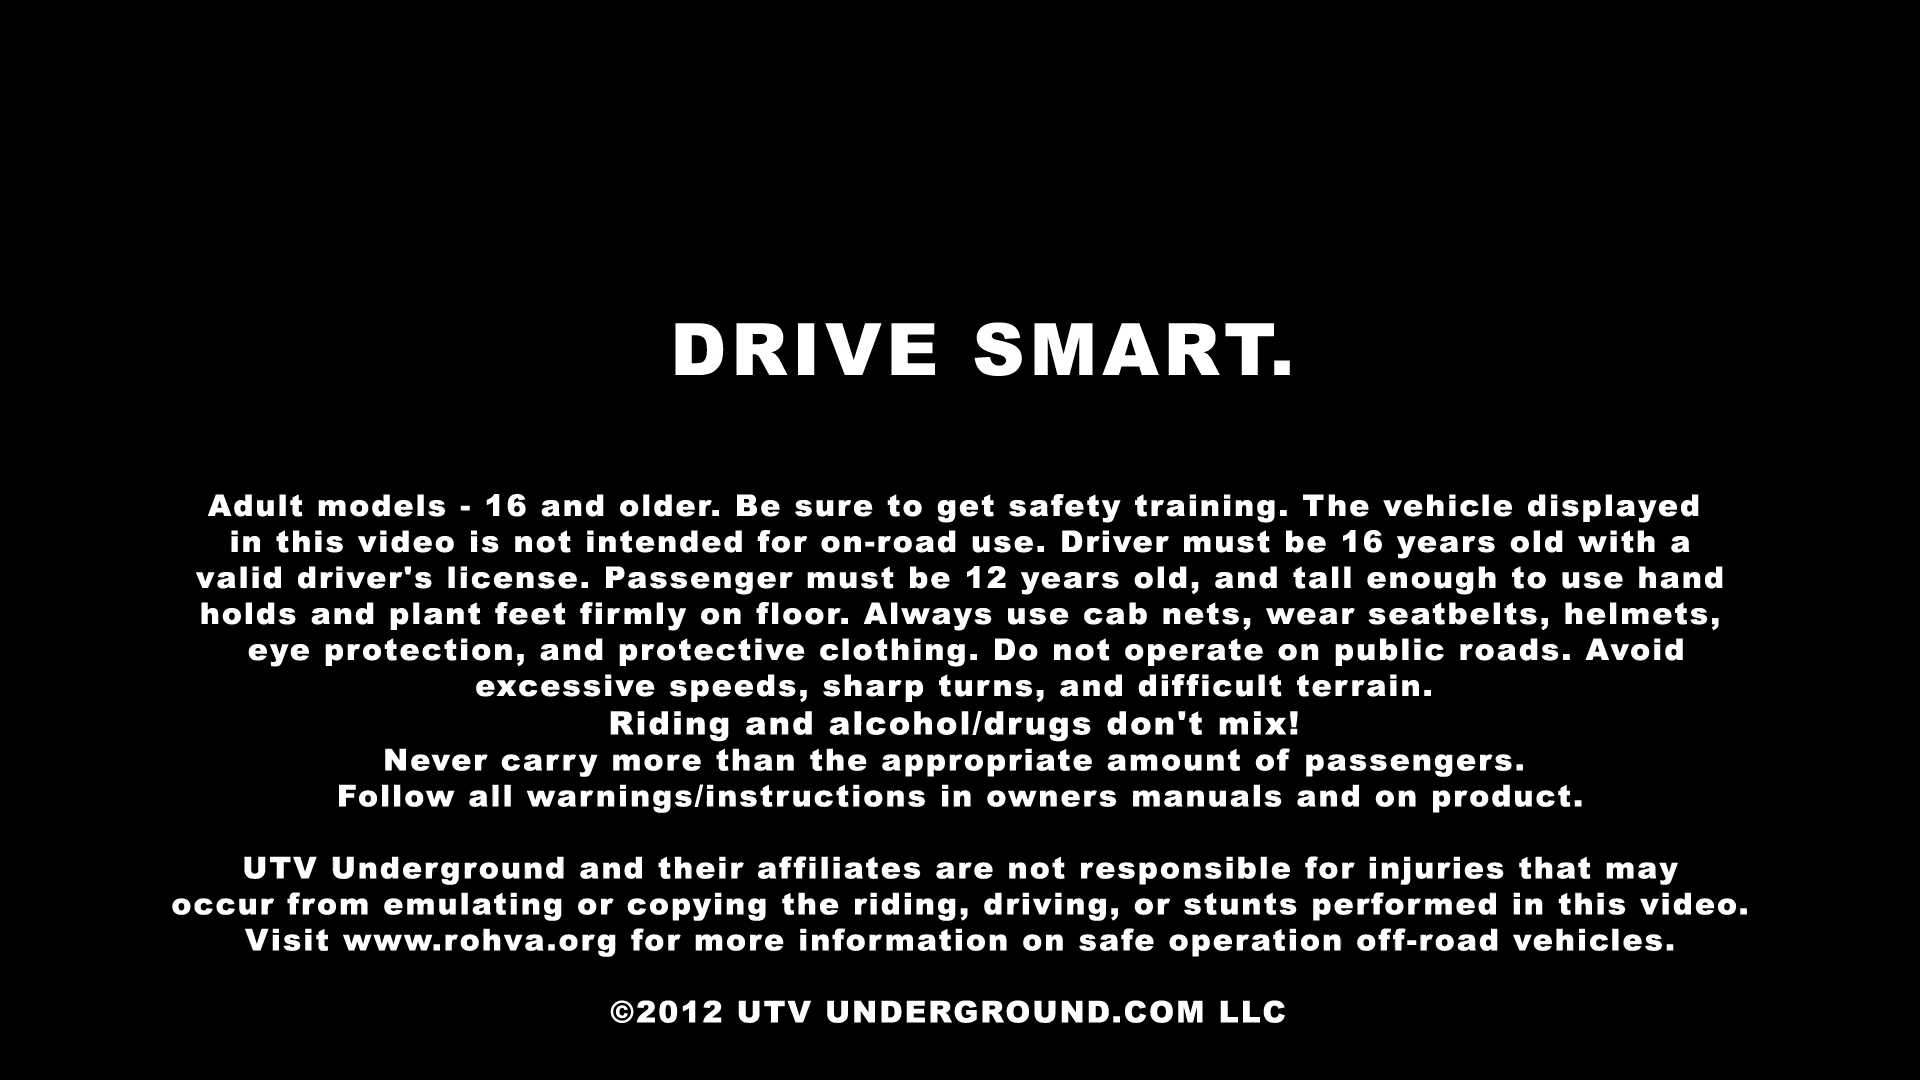 DRIVE SMART.
Adult models - 16 and older. Be sure to get safety training. The vehicle displayed
in this video is not intended for on-road use. Driver must be 16 years old with a
valid driver's license. Passenger must be 12 years old, and tall enough to use hand
holds and plant feet firmly on floor. Always use cab nets, wear seatbelts, helmets,
eye protection, and protective clothing. Do not operate on public roads. Avoid
excessive speeds, sharp turns, and difficult terrain.
Riding and alcohol/drugs don't mix!
Never carry more than the appropriate amount of passengers.
Follow all warnings/instructions in owners manuals and on product.
UTV Underground and their affiliates are not responsible for injuries that may
occur from emulating or copying the riding, driving, or stunts performed in this video.
Visit www.rohva.org for more information on safe operation off-road vehicles.
©2012 UTV UNDERGROUND.COM LLC